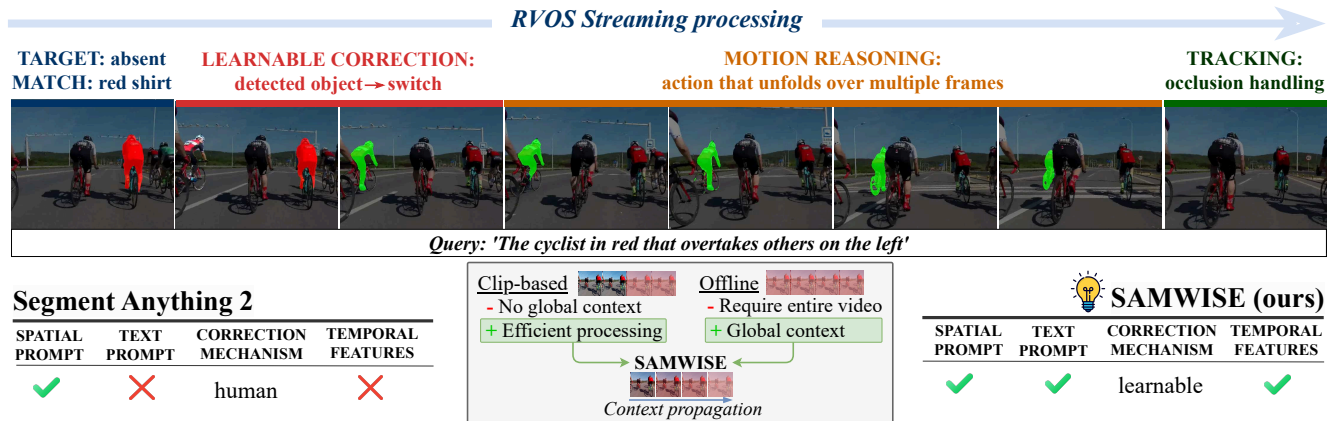 RVOS Streaming processing
TARGET: absent
MATCH: red shirt
LEARNABLE CORRECTION:
detected object→switch
MOTION REASONING:
action that unfolds over multiple frames
TRACKING:
occlusion handling
Query: 'The cyclist in red that overtakes others on the left'
Segment Anything 2
SPATIAL PROMPT
TEXT PROMPT
CORRECTION MECHANISM
TEMPORAL FEATURES
human
Clip-based
- No global context
+ Efficient processing
Offline
- Require entire video
+ Global context
SAMWISE
Context propagation
SAMWISE (ours)
SPATIAL PROMPT
TEXT PROMPT
CORRECTION MECHANISM
TEMPORAL FEATURES
learnable